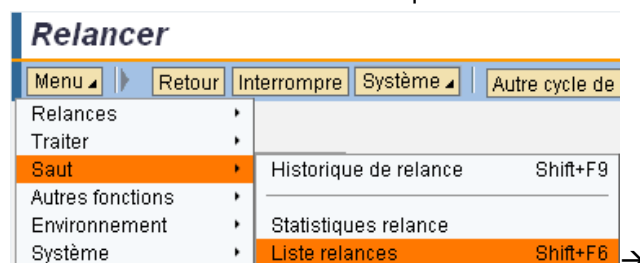 Relancer
Menu Retour Interrompre Système Autre cycle de
Relances
Traiter
Saut Historique de relance Shift+F9
Autres fonctions
Environnement Statistiques relance
Système Liste relances Shift+F6 →